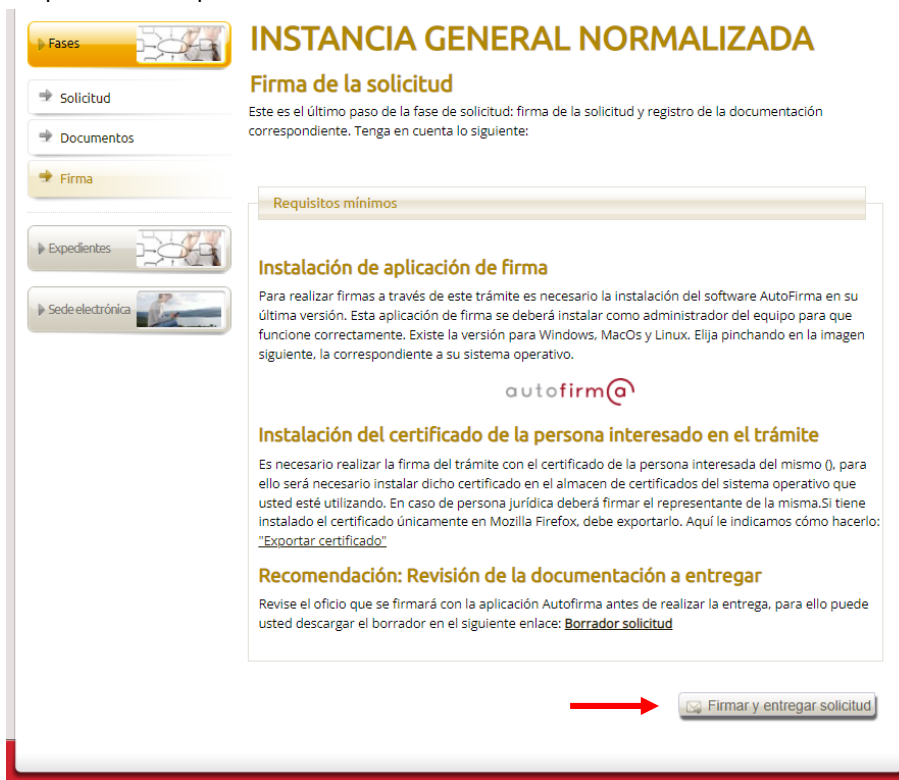 Fases
Solicitud
Documentos
Firma
Expedientes
Sede electrónica
INSTANCIA GENERAL NORMALIZADA
Firma de la solicitud
Este es el último paso de la fase de solicitud: firma de la solicitud y registro de la documentación
correspondiente. Tenga en cuenta lo siguiente:
Requisitos mínimos
Instalación de aplicación de firma
Para realizar firmas a través de este trámite es necesario la instalación del software AutoFirma en su
última versión. Esta aplicación de firma se deberá instalar como administrador del equipo para que
funcione correctamente. Existe la versión para Windows, MacOs y Linux. Elija pinchando en la imagen
siguiente, la correspondiente a su sistema operativo.
autofirm@
Instalación del certificado de la persona interesado en el trámite
Es necesario realizar la firma del trámite con el certificado de la persona interesada del mismo (), para
ello será necesario instalar dicho certificado en el almacen de certificados del sistema operativo que
usted esté utilizando. En caso de persona jurídica deberá firmar el representante de la misma.Si tiene
instalado el certificado únicamente en Mozilla Firefox, debe exportarlo. Aquí le indicamos cómo hacerlo:
"Exportar certificado"
Recomendación: Revisión de la documentación a entregar
Revise el oficio que se firmará con la aplicación Autofirma antes de realizar la entrega, para ello puede
usted descargar el borrador en el siguiente enlace: Borrador solicitud
Firmar y entregar solicitud